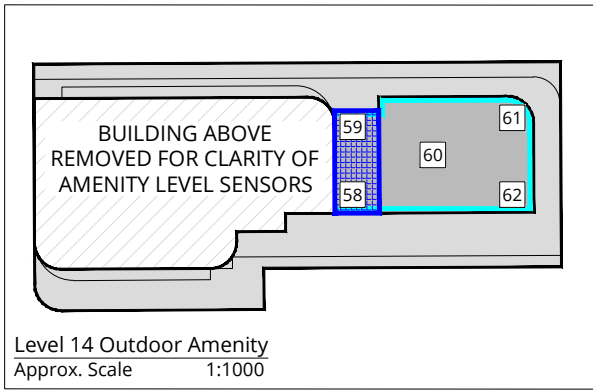 BUILDING ABOVE
REMOVED FOR CLARITY OF
AMENITY LEVEL SENSORS
59
58
60
61
62
Level 14 Outdoor Amenity
Approx. Scale 1:1000